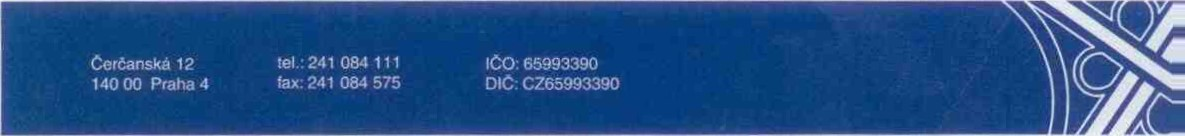 Čerčanská 12 tel.: 241 084 111 IČO: 65993390
140 00 Praha 4 fax: 241 084 575 DIČ: CZ65993390